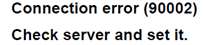 Connection error (90002)
Check server and set it.